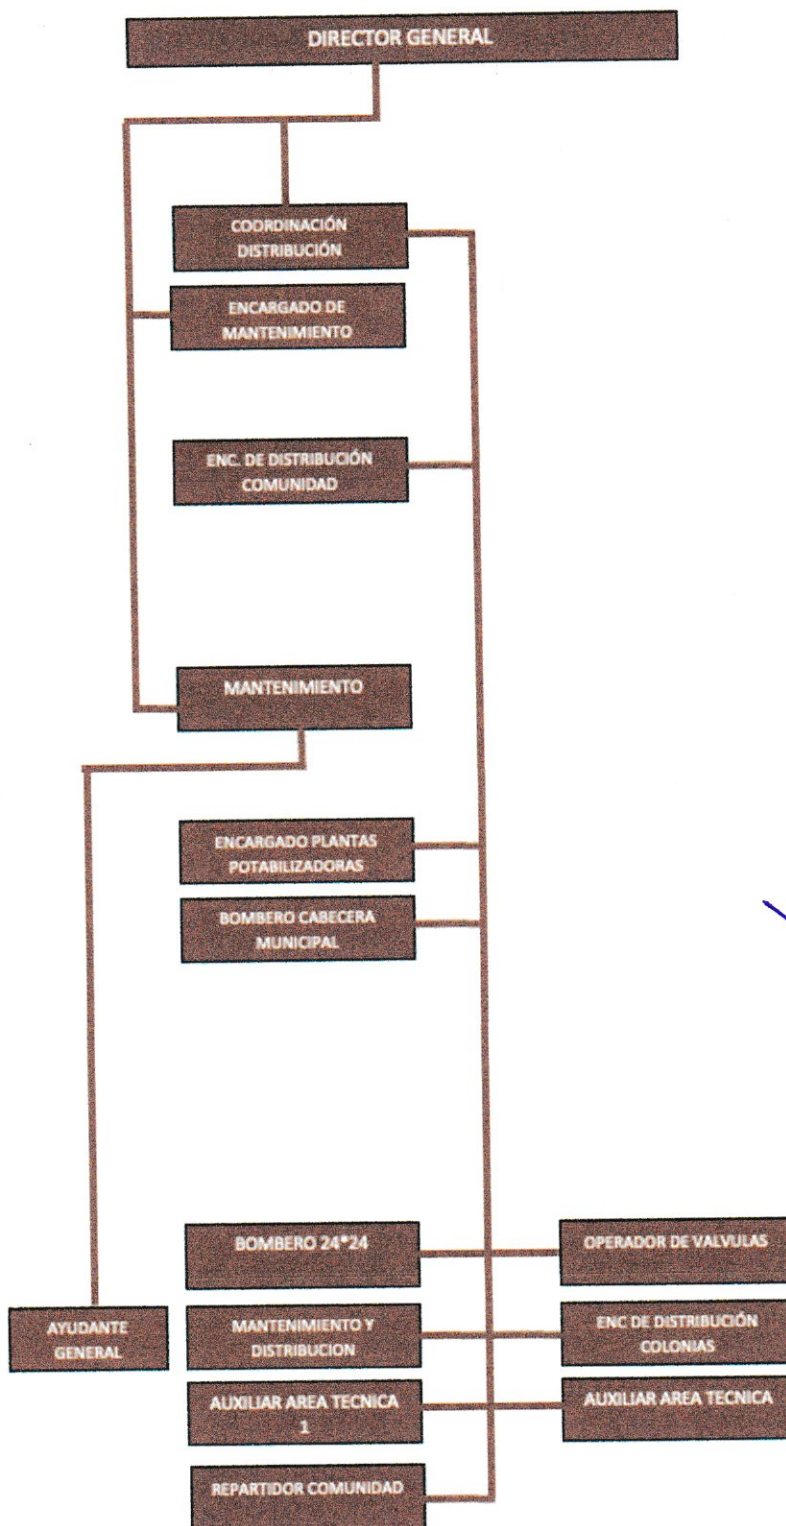 DIRECTOR GENERAL
COORDINACIÓN
DISTRIBUCIÓN
ENCARGADO DE
MANTENIMIENTO
ENC. DE DISTRIBUCIÓN
COMUNIDAD
MANTENIMIENTO
ENCARGADO PLANTAS
POTABILIZADORAS
BOMBERO CABECERA
MUNICIPAL
BOMBERO 24*24
OPERADOR DE VALVULAS
AYUDANTE
GENERAL
MANTENIMIENTO Y
DISTRIBUCION
ENC DE DISTRIBUCIÓN
COLONIAS
AUXILIAR AREA TECNICA
1
AUXILIAR AREA TECNICA
REPARTIDOR COMUNIDAD